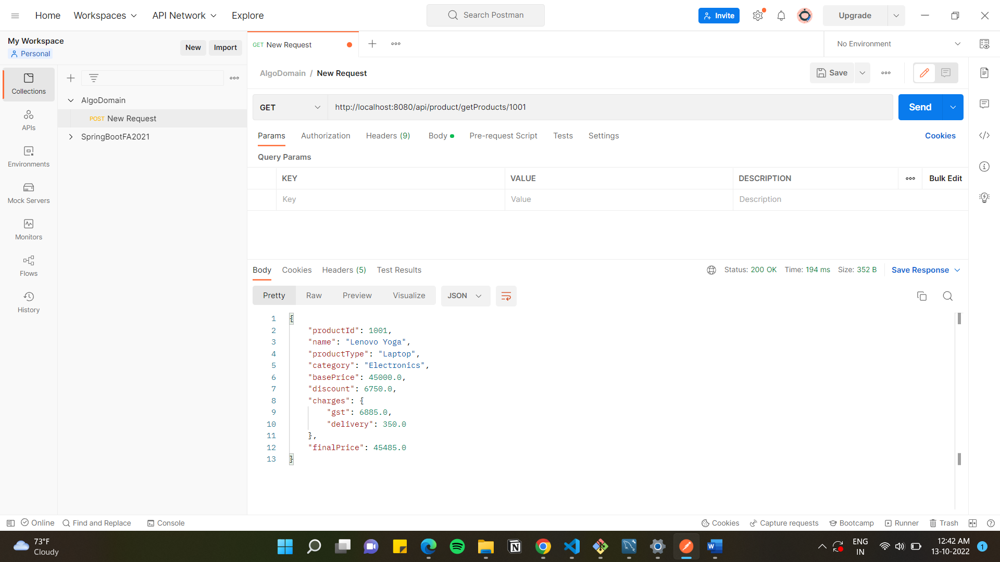 Home
Workspaces
API Network
Explore
Search Postman
Invite
Upgrade
My Workspace
Personal
New
Import
GET New Request
No Environment
Collections
APIs
Environments
Mock Servers
Monitors
Flows
History
AlgoDomain
POST New Request
SpringBootFA2021
AlgoDomain / New Request
Save
GET
http://localhost:8080/api/product/getProducts/1001
Send
Params
Authorization
Headers (9)
Body
Pre-request Script
Tests
Settings
Cookies
Query Params
KEY
VALUE
DESCRIPTION
Bulk Edit
Key
Value
Description
Body
Cookies
Headers (5)
Test Results
Status: 200 OK
Time: 194 ms
Size: 352 B
Save Response
Pretty
Raw
Preview
Visualize
JSON
1 {
2 "productId": 1001,
3 "name": "Lenovo Yoga",
4 "productType": "Laptop",
5 "category": "Electronics",
6 "basePrice": 45000.0,
7 "discount": 6750.0,
8 "charges": {
9 "gst": 6885.0,
10 "delivery": 350.0
11 },
12 "finalPrice": 45485.0
13 }
Online
Find and Replace
Console
Cookies
Capture requests
Bootcamp
Runner
Trash
73°F
Cloudy
ENG
IN
12:42 AM
13-10-2022
1